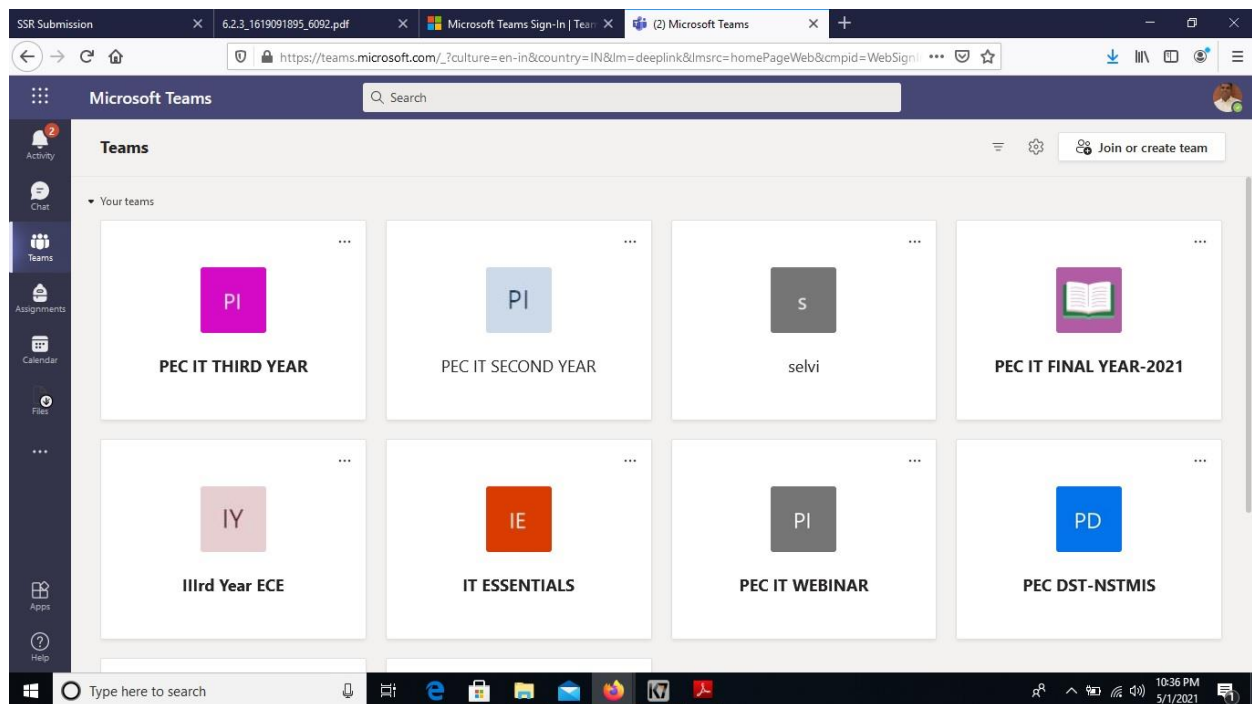 SSR Submission
6.2.3_1619091895_6092.pdf
Microsoft Teams Sign-In | Tean
(2) Microsoft Teams
https://teams.microsoft.com/_?culture=en-in&country=IN&lm=deeplink&lmsrc=homePageWeb&cmpid=WebSignI
Microsoft Teams
Search
2
Activity
Chat
Teams
Assignments
Calendar
Files
Apps
Help
Teams
Join or create team
Your teams
PI
PEC IT THIRD YEAR
PI
PEC IT SECOND YEAR
s
selvi
PEC IT FINAL YEAR-2021
IY
IIIrd Year ECE
IE
IT ESSENTIALS
PI
PEC IT WEBINAR
PD
PEC DST-NSTMIS
Type here to search
K7
10:36 PM
5/1/2021
1